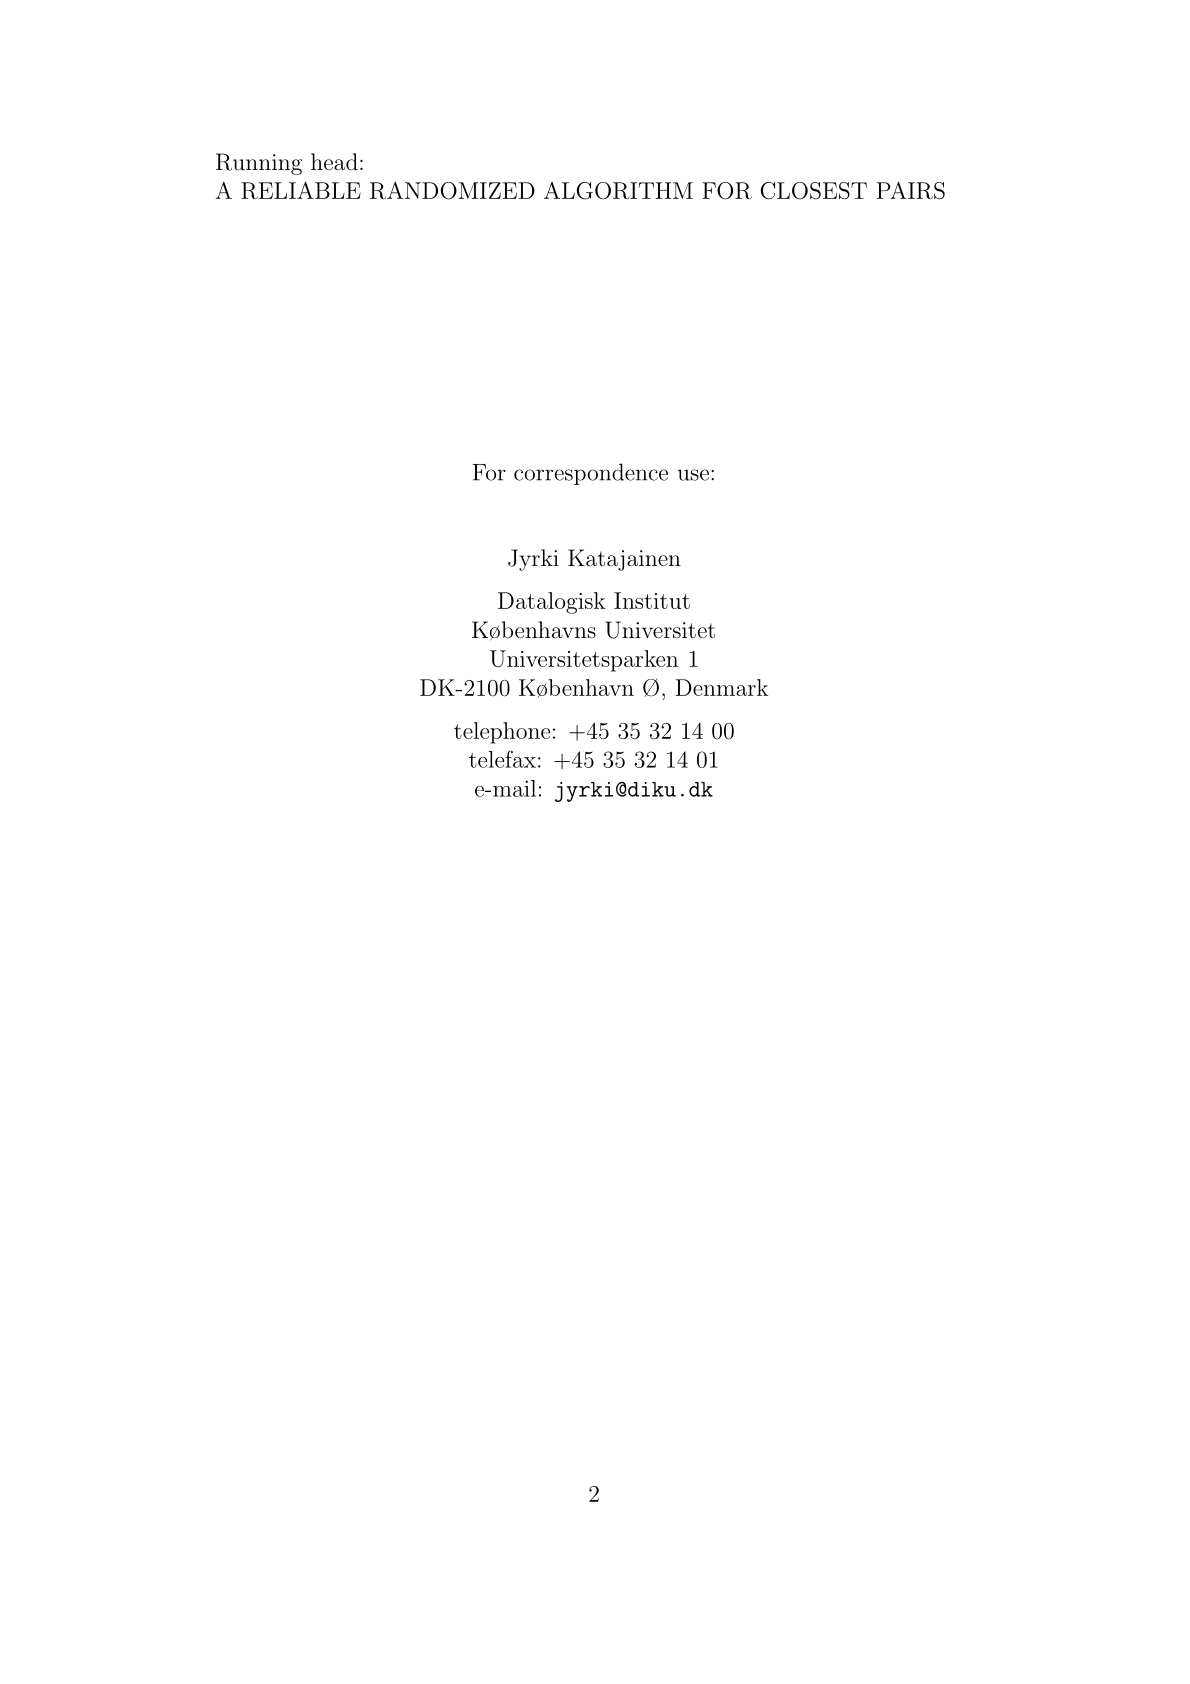 Running head:
A RELIABLE RANDOMIZED ALGORITHM FOR CLOSEST PAIRS
For correspondence use:
Jyrki Katajainen
Datalogisk Institut
Københavns Universitet
Universitetsparken 1
DK-2100 København Ø, Denmark
telephone: +45 35 32 14 00
telefax: +45 35 32 14 01
e-mail: jyrki@diku.dk
2